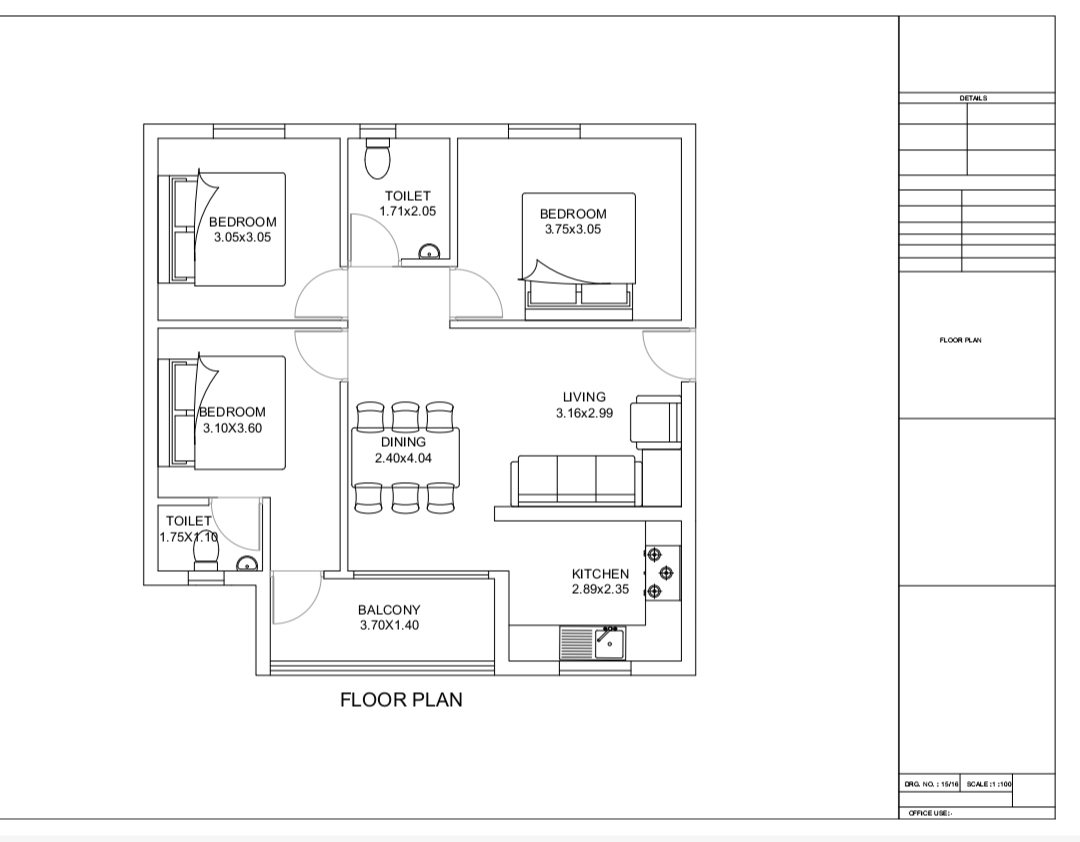 BEDROOM
3.05x3.05
TOILET
1.71x2.05
BEDROOM
3.75x3.05
BEDROOM
3.10X3.60
DINING
2.40x4.04
LIVING
3.16x2.99
TOILET
1.75X1.10
KITCHEN
2.89x2.35
BALCONY
3.70X1.40
FLOOR PLAN
DETAILS
FLOOR PLAN
DRG. NO. : 15/16
SCALE :1 :100
OFFICE USE:-